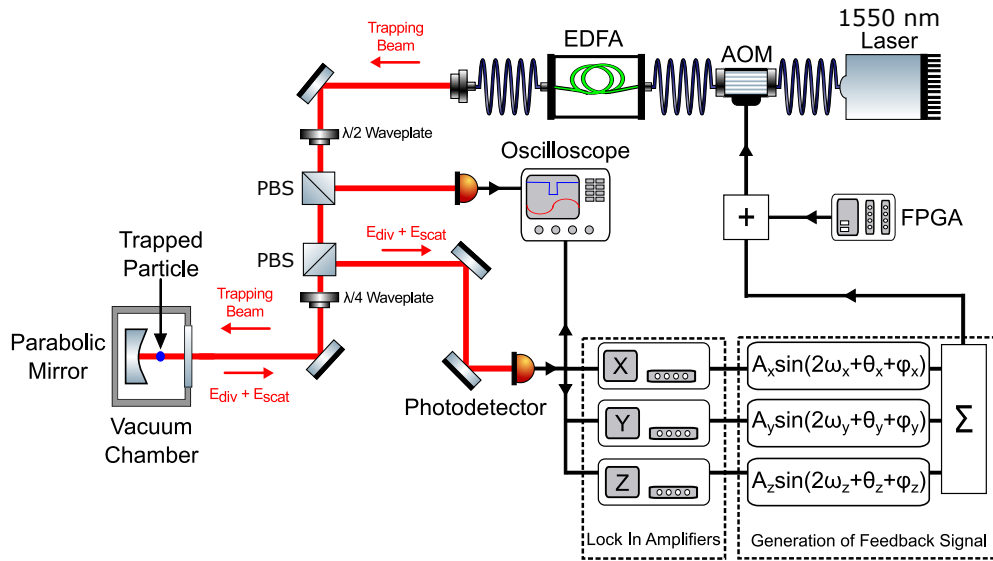 1550 nm
Laser
EDFA
AOM
Trapping
Beam
λ/2 Waveplate
Oscilloscope
PBS
+
FPGA
E_div + E_scat
Trapped
Particle
PBS
λ/4 Waveplate
Trapping
Beam
Parabolic
Mirror
E_div + E_scat
Photodetector
Vacuum
Chamber
X
A_x sin(2ω_x+θ_x+φ_x)
Y
A_y sin(2ω_y+θ_y+φ_y)
Σ
Z
A_z sin(2ω_z+θ_z+φ_z)
Lock In Amplifiers
Generation of Feedback Signal